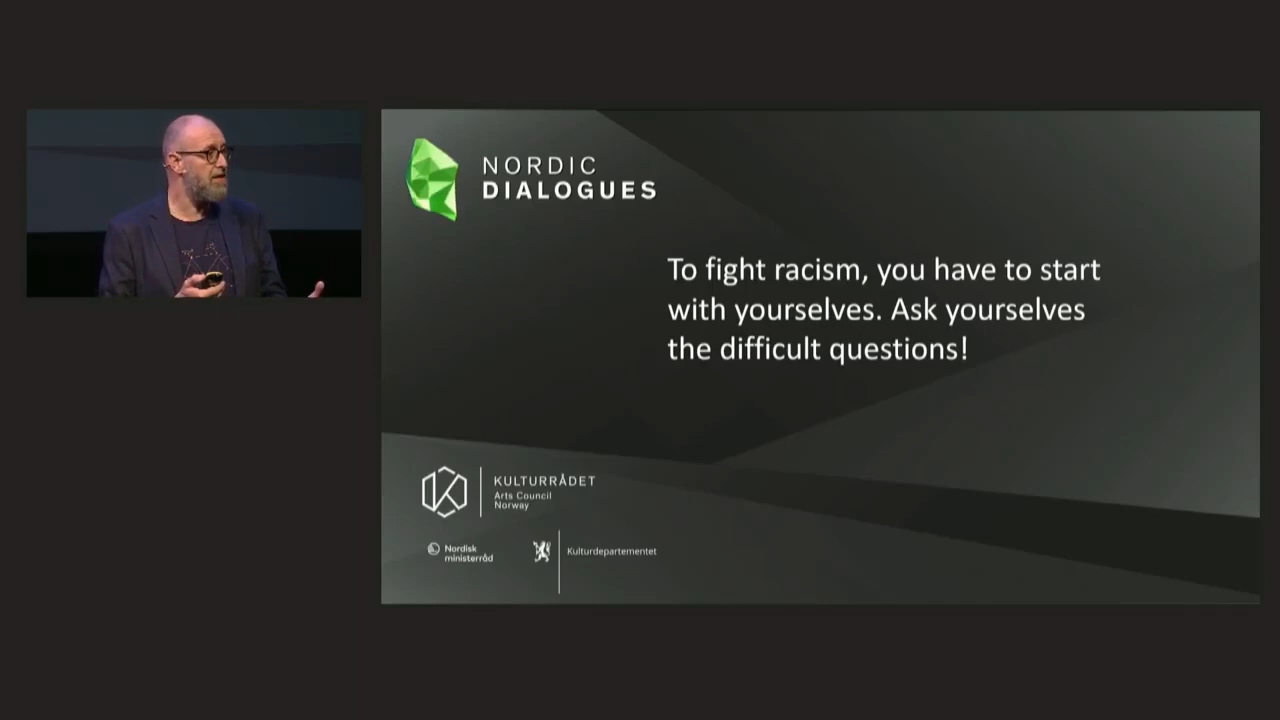 NORDIC
DIALOGUES
To fight racism, you have to start
with yourselves. Ask yourselves
the difficult questions!
KULTURRÅDET
Arts Council
Norway
Nordisk
ministerråd
Kulturdepartementet